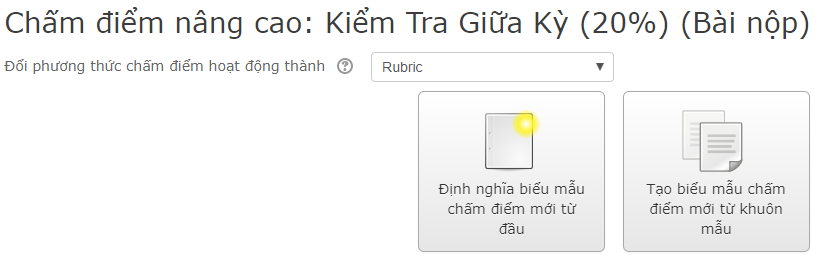 Chấm điểm nâng cao: Kiểm Tra Giữa Kỳ (20%) (Bài nộp)
Đổi phương thức chấm điểm hoạt động thành
Rubric
Định nghĩa biểu mẫu
chấm điểm mới từ
đầu
Tạo biểu mẫu chấm
điểm mới từ khuôn
mẫu